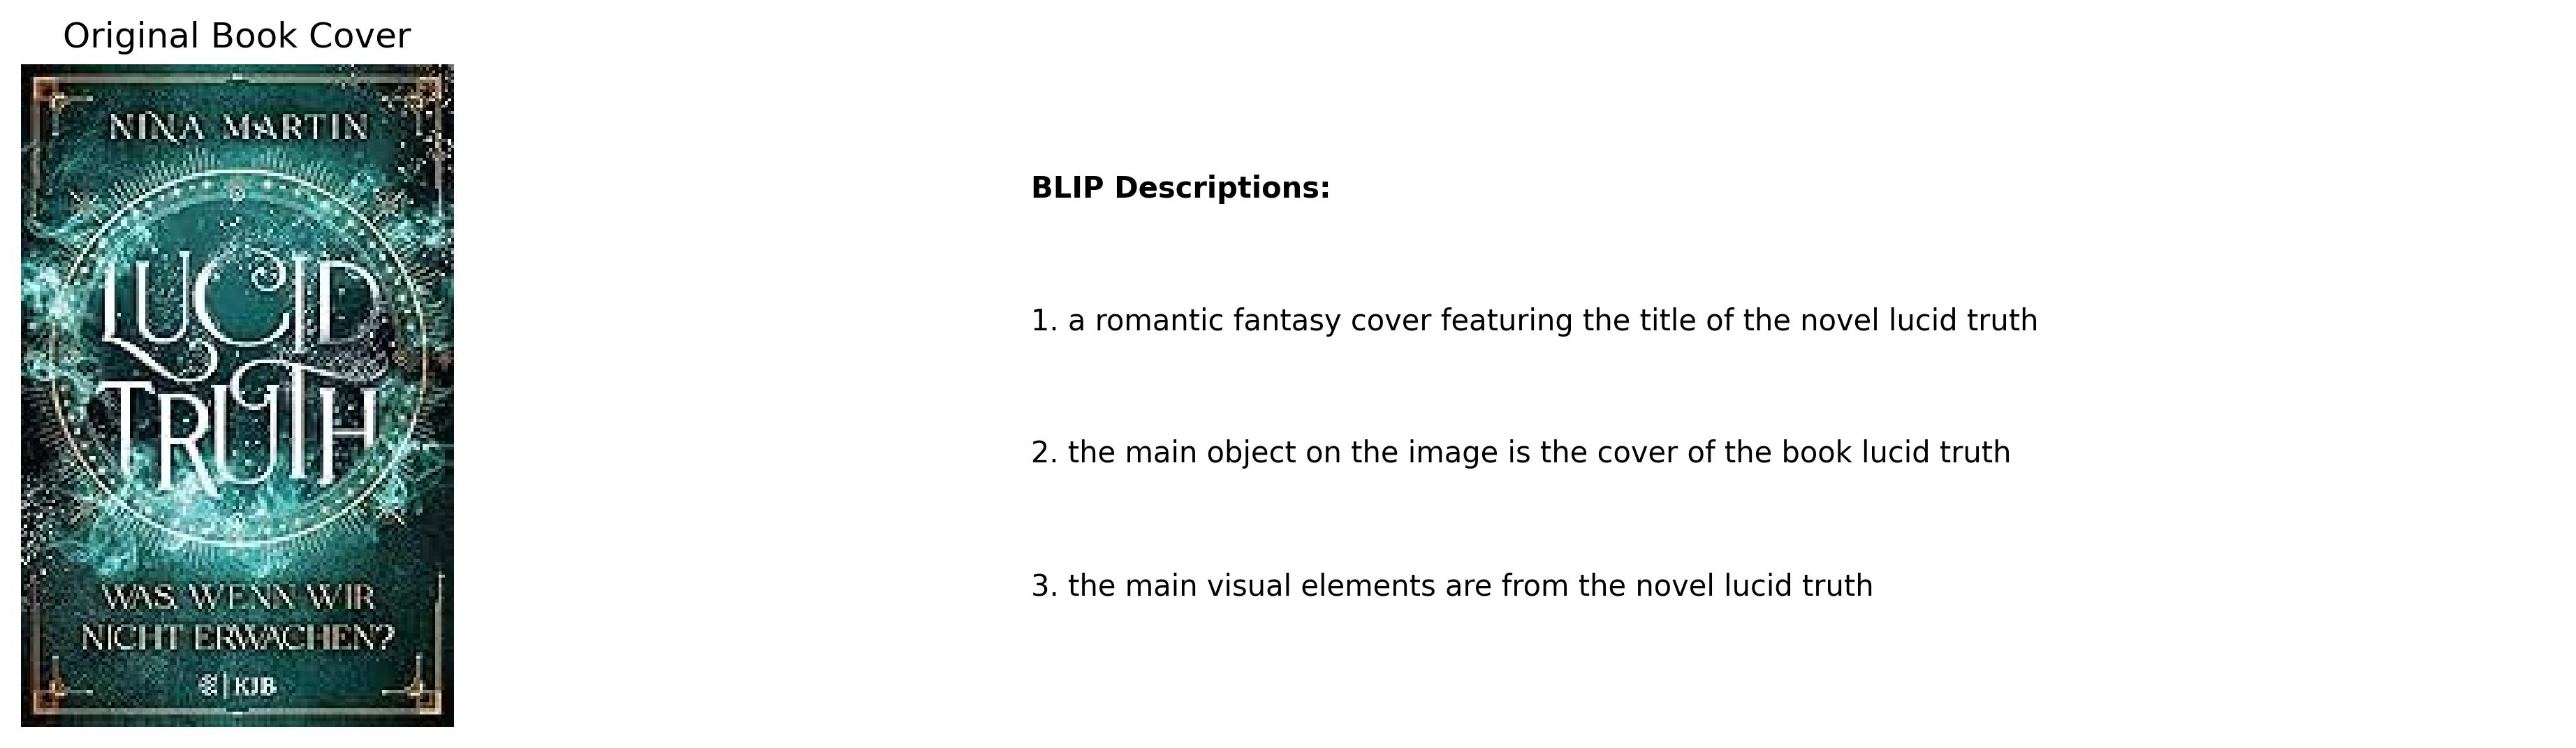 Original Book Cover
NINA MARTIN
LUCID
TRUTH
WAS, WENN WIR
NICHT ERWACHEN?
KJB
BLIP Descriptions:
1. a romantic fantasy cover featuring the title of the novel lucid truth
2. the main object on the image is the cover of the book lucid truth
3. the main visual elements are from the novel lucid truth